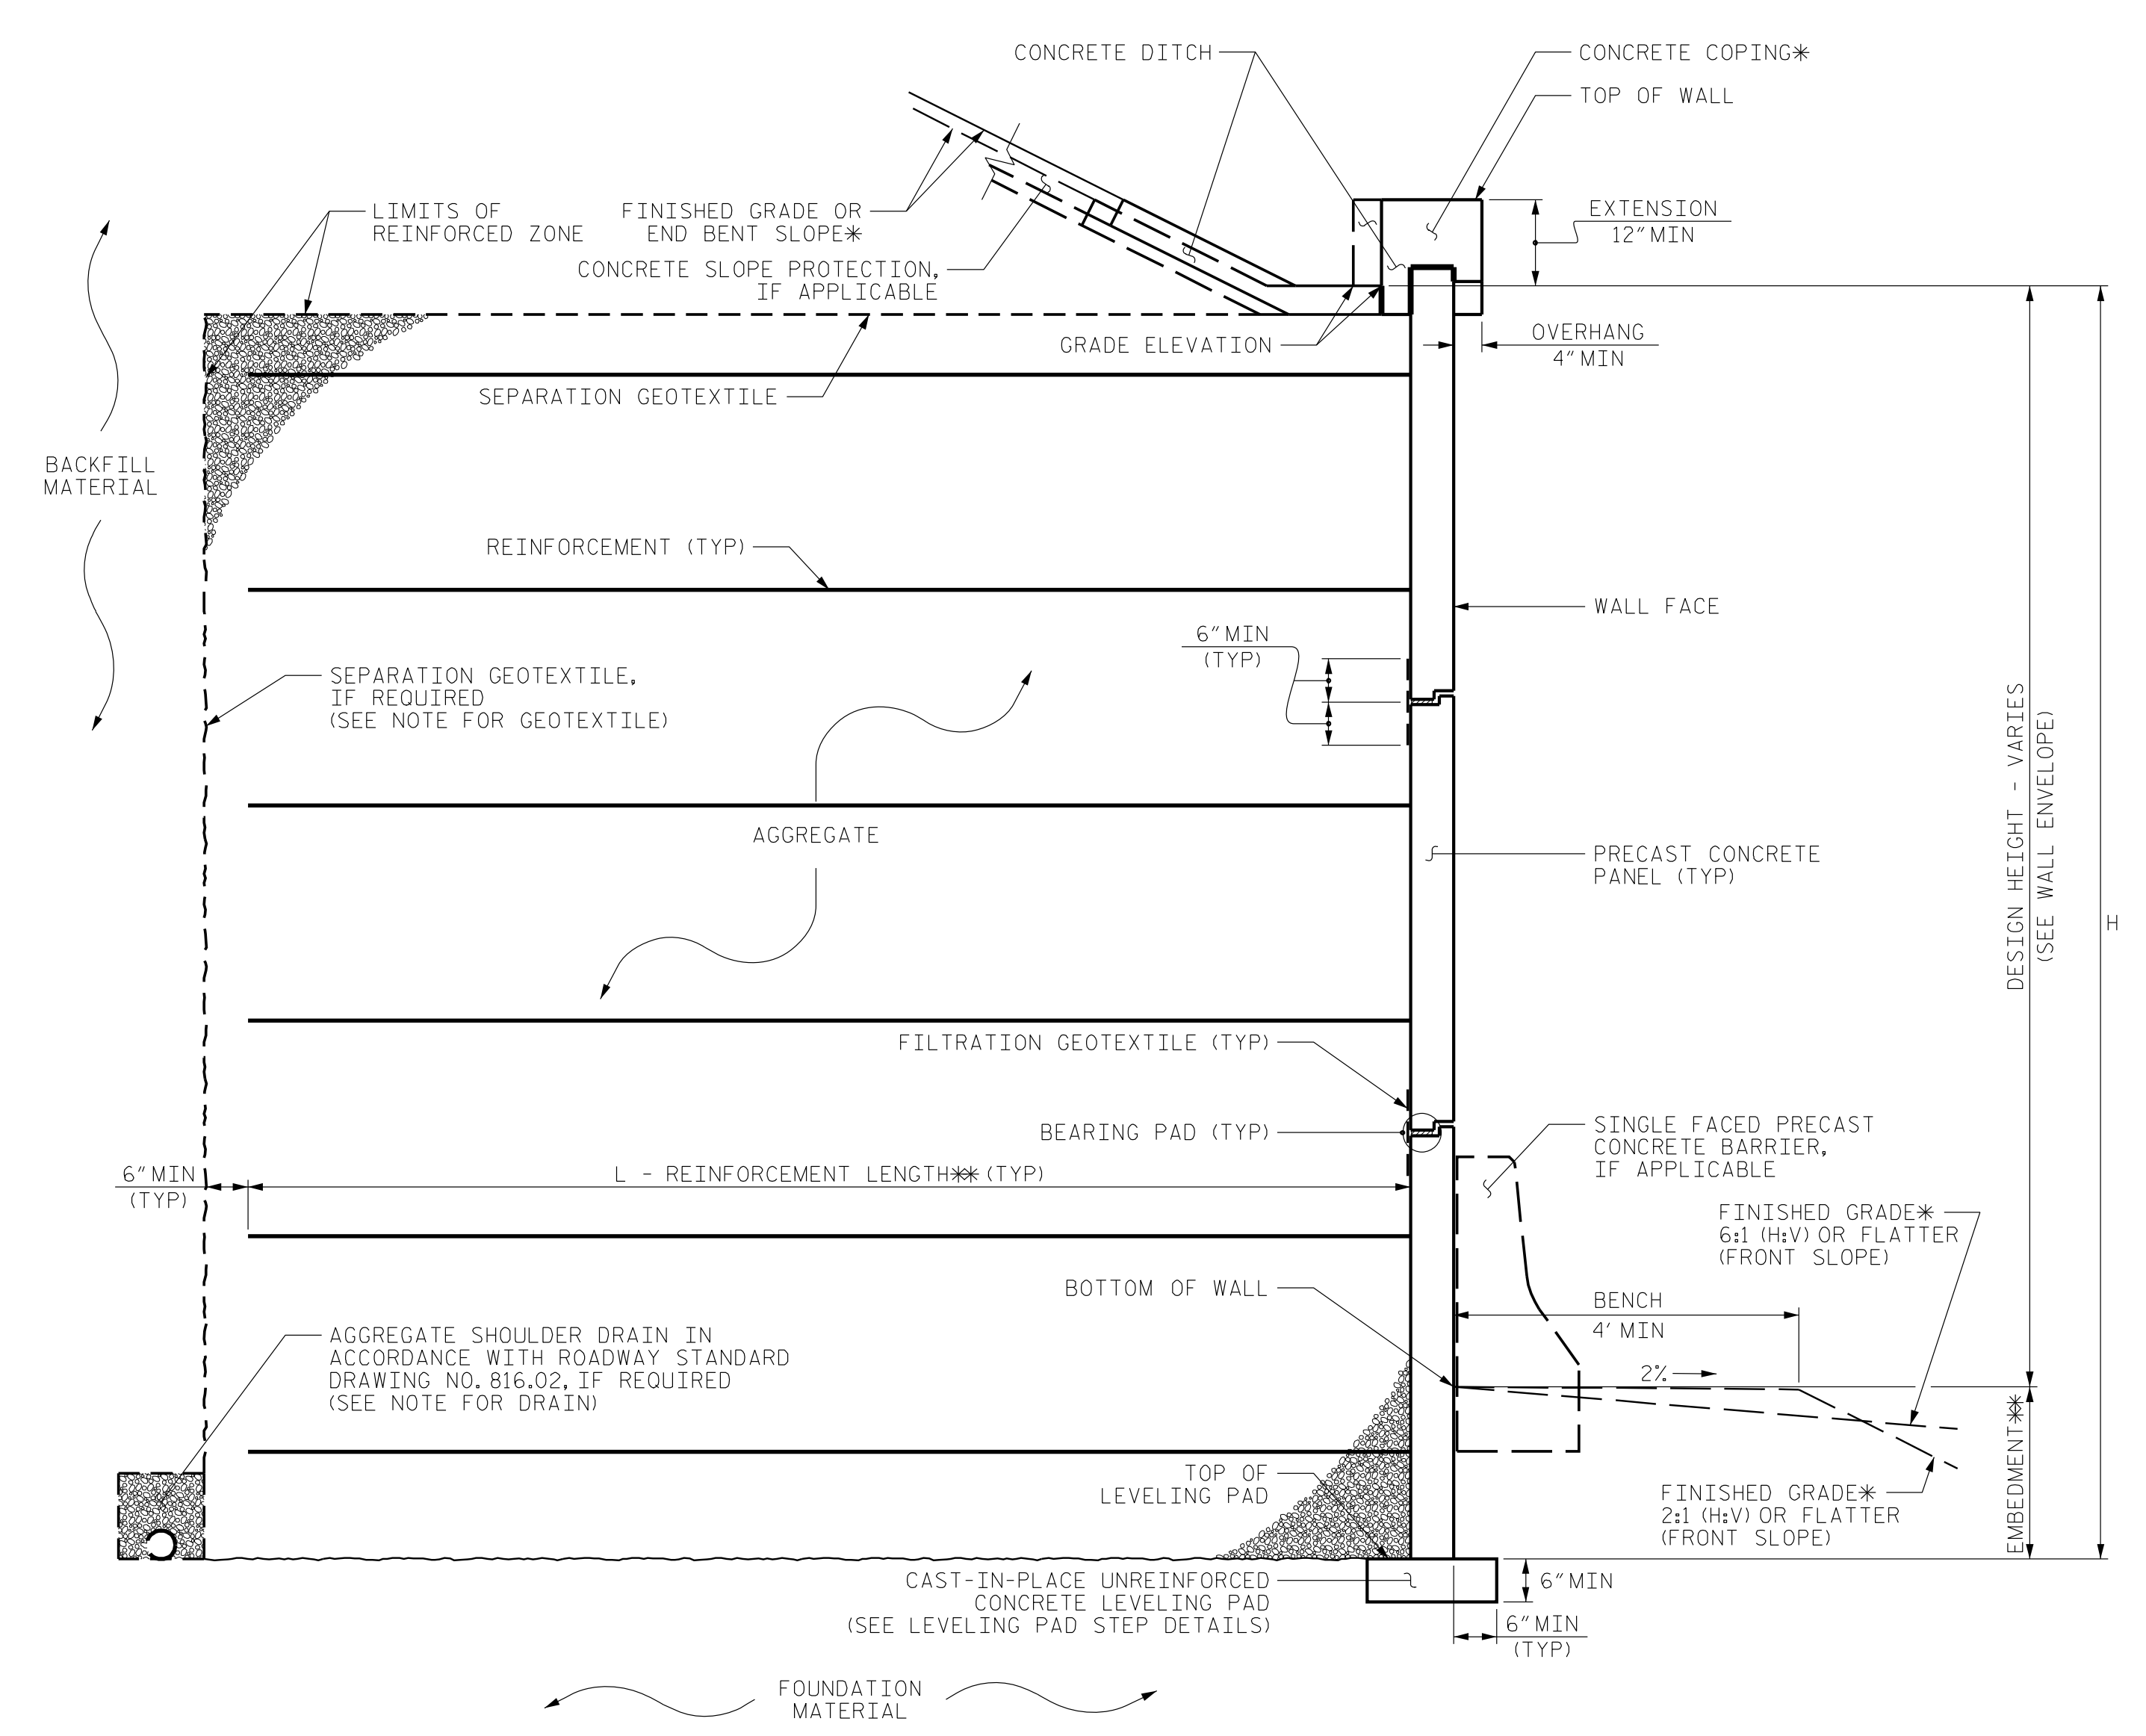 CONCRETE DITCH
CONCRETE COPING*
TOP OF WALL
LIMITS OF
REINFORCED ZONE
FINISHED GRADE OR
END BENT SLOPE*
EXTENSION
12" MIN
CONCRETE SLOPE PROTECTION,
IF APPLICABLE
GRADE ELEVATION
OVERHANG
4" MIN
SEPARATION GEOTEXTILE
BACKFILL
MATERIAL
REINFORCEMENT (TYP)
WALL FACE
6" MIN
(TYP)
SEPARATION GEOTEXTILE,
IF REQUIRED
(SEE NOTE FOR GEOTEXTILE)
DESIGN HEIGHT - VARIES
(SEE WALL ENVELOPE)
AGGREGATE
PRECAST CONCRETE
PANEL (TYP)
H
FILTRATION GEOTEXTILE (TYP)
BEARING PAD (TYP)
SINGLE FACED PRECAST
CONCRETE BARRIER,
IF APPLICABLE
6" MIN
(TYP)
L - REINFORCEMENT LENGTH** (TYP)
FINISHED GRADE*
6:1 (H:V) OR FLATTER
(FRONT SLOPE)
BOTTOM OF WALL
BENCH
4' MIN
AGGREGATE SHOULDER DRAIN IN
ACCORDANCE WITH ROADWAY STANDARD
DRAWING NO. 816.02, IF REQUIRED
(SEE NOTE FOR DRAIN)
2%
EMBEDMENT**
TOP OF
LEVELING PAD
FINISHED GRADE*
2:1 (H:V) OR FLATTER
(FRONT SLOPE)
CAST-IN-PLACE UNREINFORCED
CONCRETE LEVELING PAD
(SEE LEVELING PAD STEP DETAILS)
6" MIN
6" MIN
(TYP)
FOUNDATION
MATERIAL